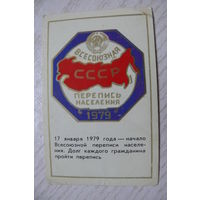 ВСЕСОЮЗНАЯ
СССР
ПЕРЕПИСЬ
НАСЕЛЕНИЯ
1979
17 января 1979 года — начало
Всесоюзной переписи населе-
ния. Долг каждого гражданина
пройти перепись